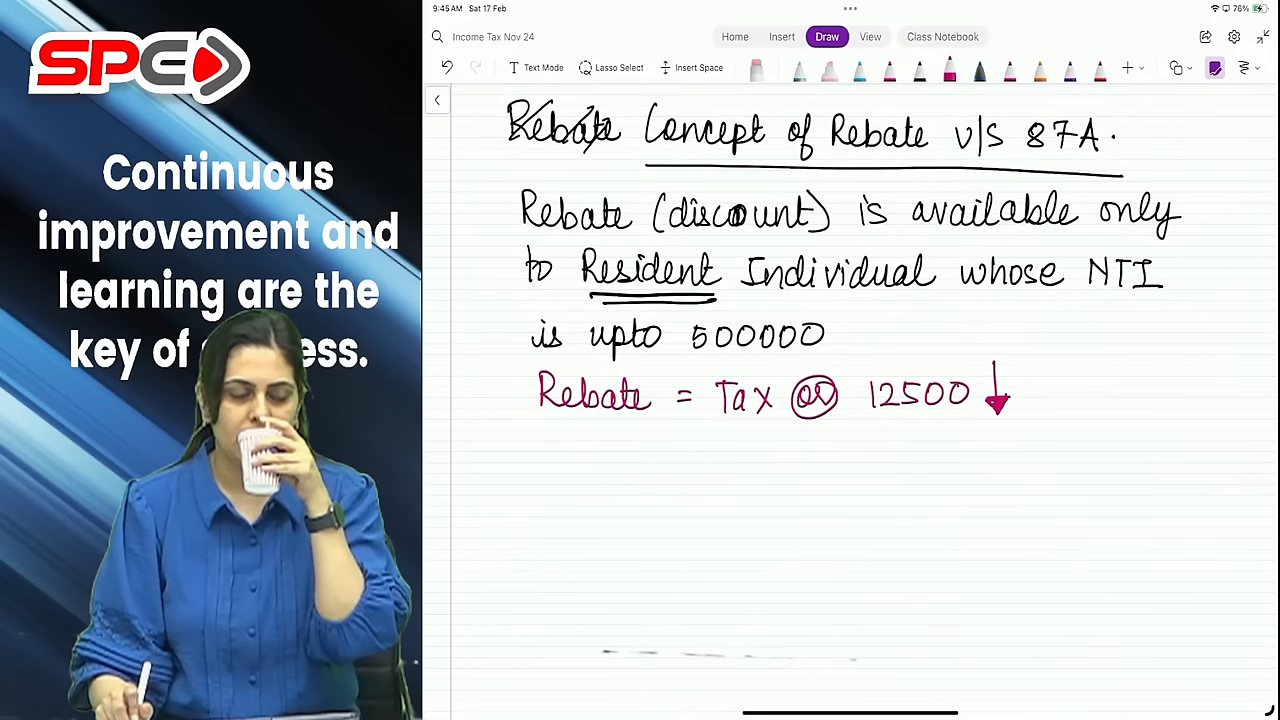 9:45 AM Sat 17 Feb
76%
Income Tax Nov 24
Home Insert Draw View Class Notebook
Text Mode Lasso Select Insert Space
SPC
Continuous
improvement and
learning are the
key of ess.
Rebate Concept of Rebate v/s 87A.
Rebate (discount) is available only
to Resident Individual whose NTI
is upto 500000
Rebate = Tax or 12500 ↓